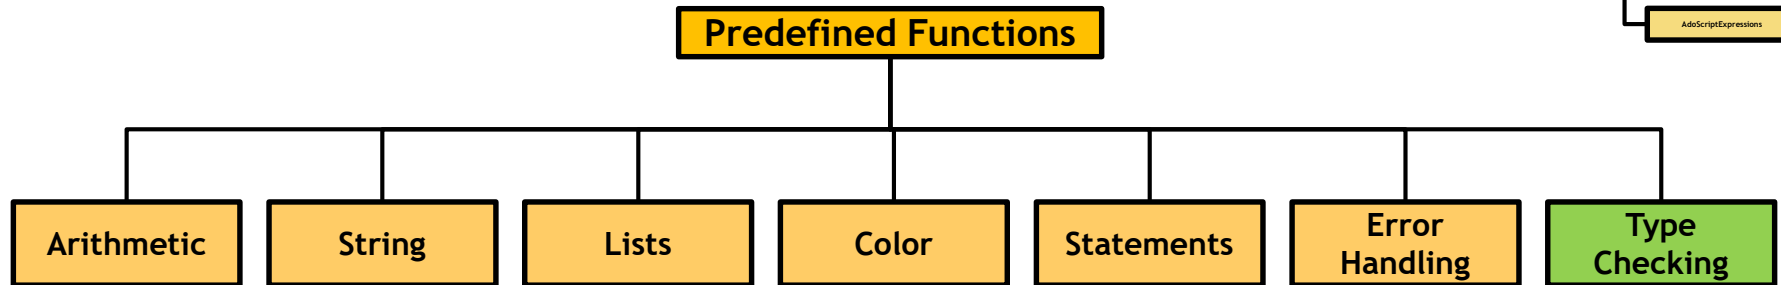 Predefined Functions
AdoScriptExpressions
Arithmetic
String
Lists
Color
Statements
Error
Handling
Type
Checking